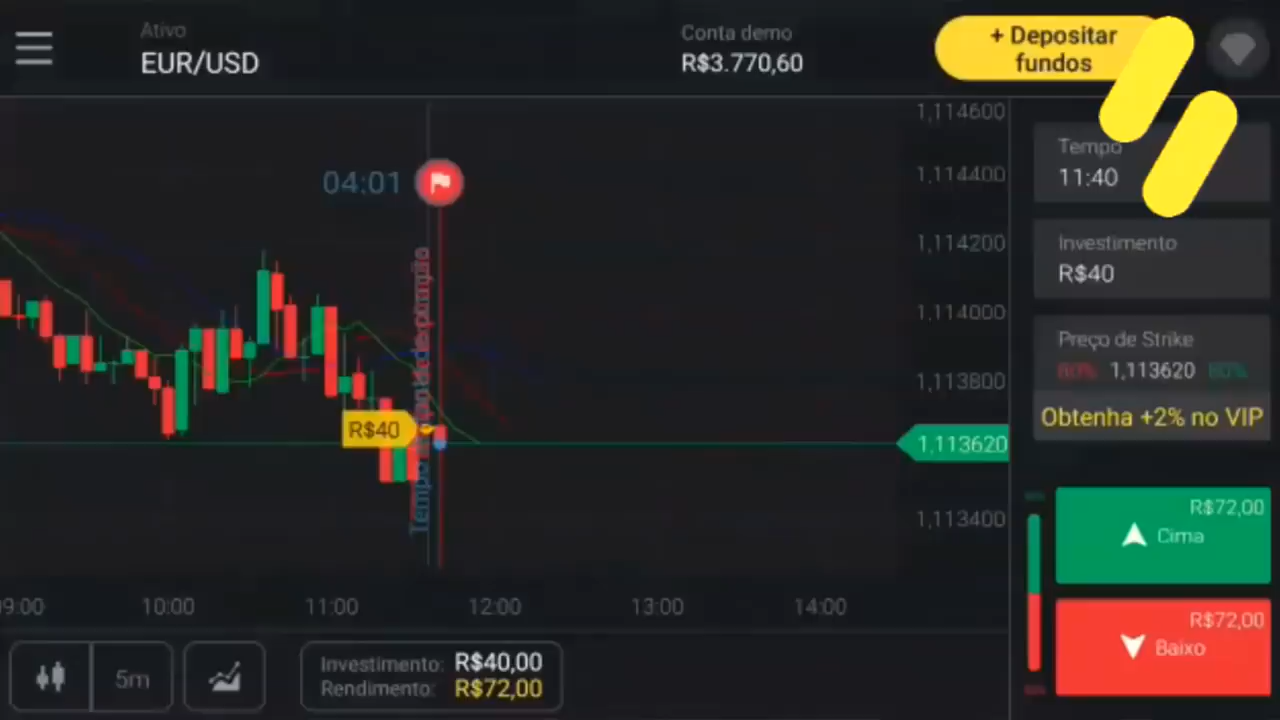 Ativo
EUR/USD
Conta demo
R$3.770,60
+ Depositar
fundos
1,114600
1,114400
1,114200
1,114000
1,113800
1,113620
1,113400
04:01
R$40
Tempo
11:40
Investimento
R$40
Preço de Strike
80% 1,113620 80%
Obtenha +2% no VIP
R$72,00
Cima
R$72,00
Baixo
09:00 10:00 11:00 12:00 13:00 14:00
5m
Investimento: R$40,00
Rendimento: R$72,00